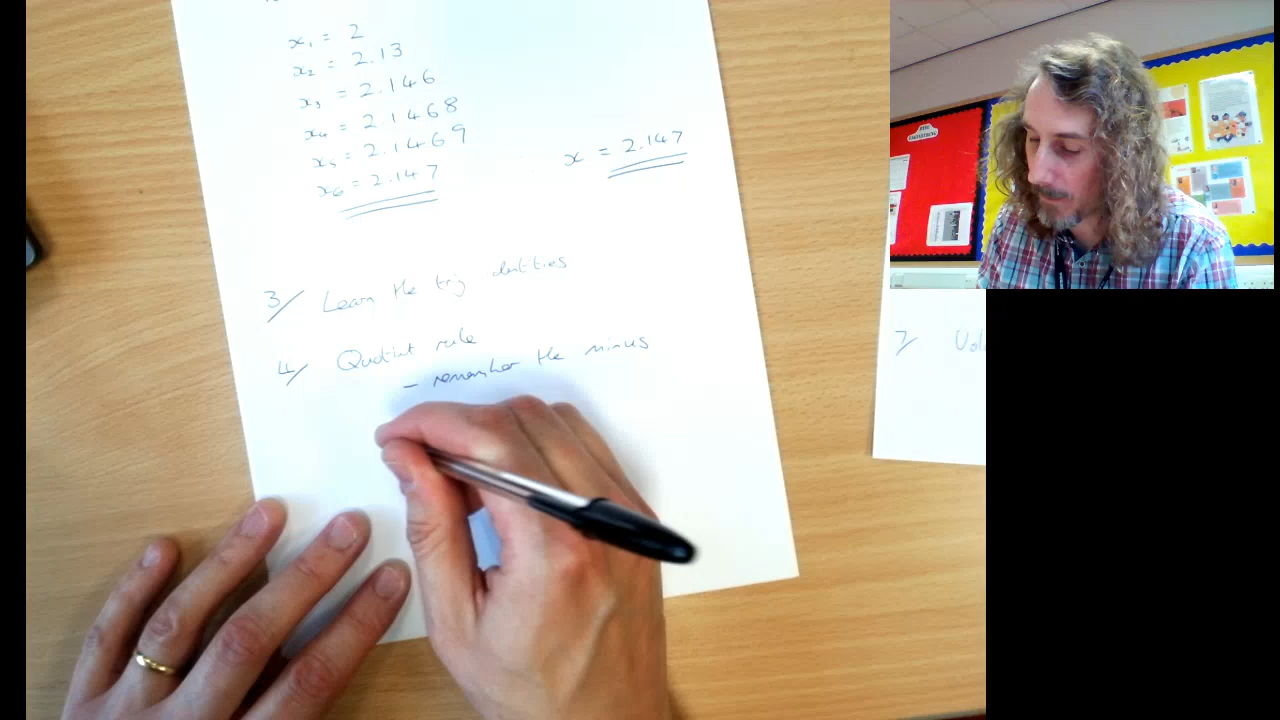 x₁ = 2
x₂ = 2.13
x₃ = 2.146
x₄ = 2.1468
x₅ = 2.1469
x₆ = 2.147
x = 2.147
3/ Learn the trig identities
4/ Quotient rule
- remember the minus
7/